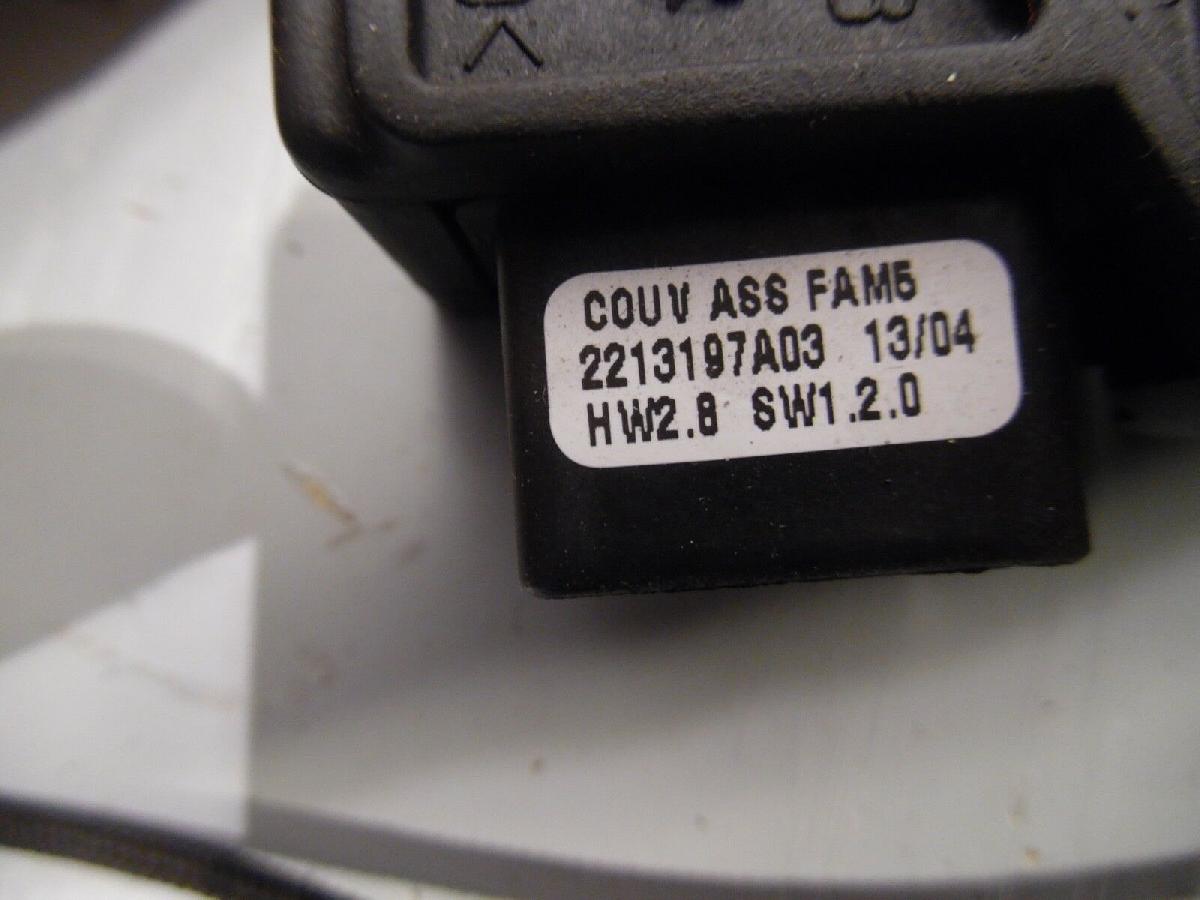 COUV ASS FAM5
2213197A03 13/04
HW2.8 SW1.2.0